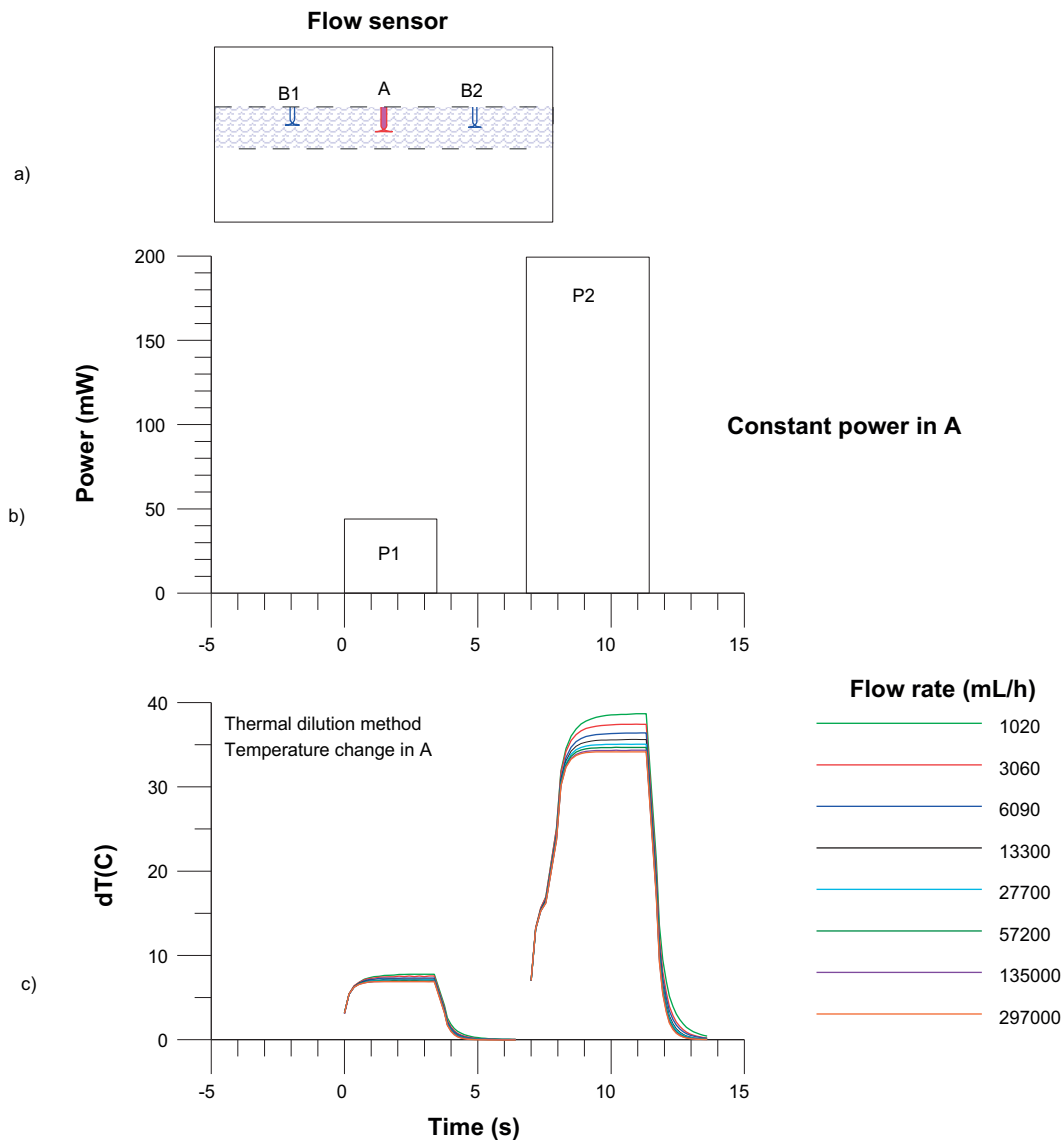 Flow sensor
B1
A
B2
a)
200
150
100
50
0
Power (mW)
P1
P2
Constant power in A
b)
-5
0
5
10
15
Flow rate (mL/h)
1020
3060
6090
13300
27700
57200
135000
297000
40
30
20
10
0
dT(C)
Thermal dilution method
Temperature change in A
c)
-5
0
5
10
15
Time (s)